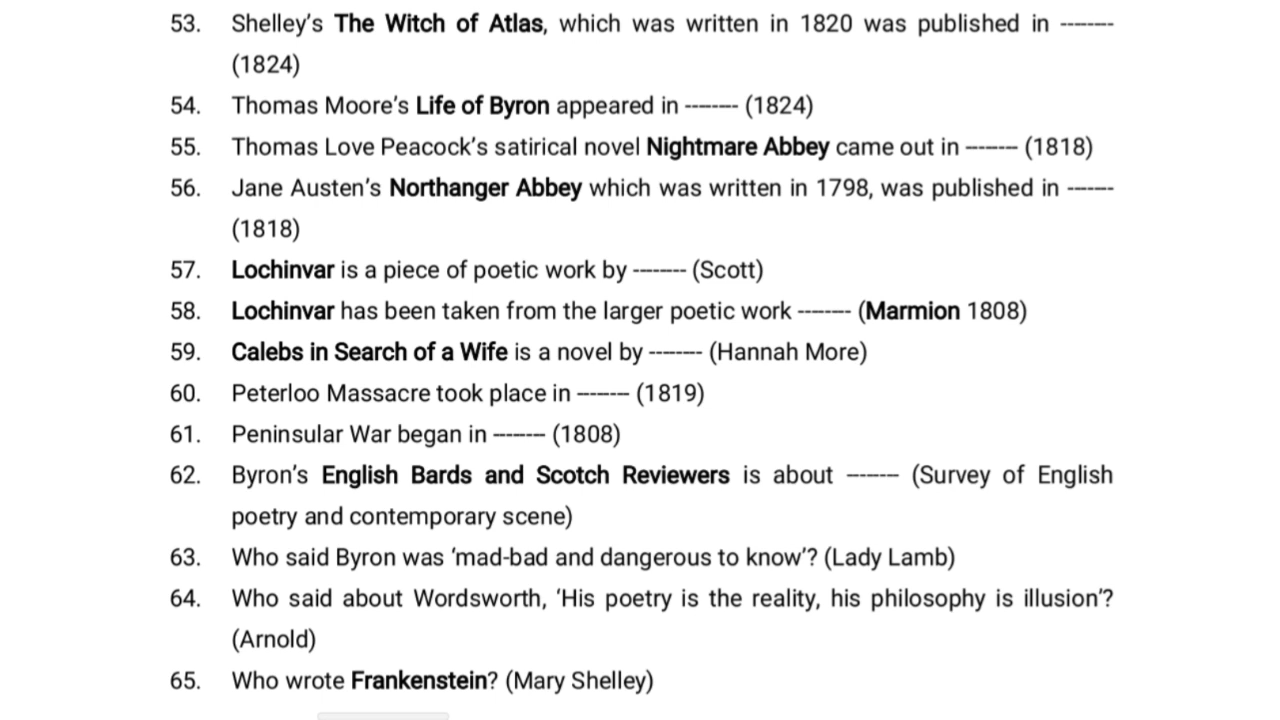 53. Shelley's The Witch of Atlas, which was written in 1820 was published in -------
(1824)
54. Thomas Moore's Life of Byron appeared in ------- (1824)
55. Thomas Love Peacock's satirical novel Nightmare Abbey came out in ------- (1818)
56. Jane Austen's Northanger Abbey which was written in 1798, was published in ------
(1818)
57. Lochinvar is a piece of poetic work by ------- (Scott)
58. Lochinvar has been taken from the larger poetic work ------- (Marmion 1808)
59. Calebs in Search of a Wife is a novel by ------- (Hannah More)
60. Peterloo Massacre took place in ------- (1819)
61. Peninsular War began in ------- (1808)
62. Byron's English Bards and Scotch Reviewers is about ------- (Survey of English
poetry and contemporary scene)
63. Who said Byron was 'mad-bad and dangerous to know'? (Lady Lamb)
64. Who said about Wordsworth, 'His poetry is the reality, his philosophy is illusion'?
(Arnold)
65. Who wrote Frankenstein? (Mary Shelley)